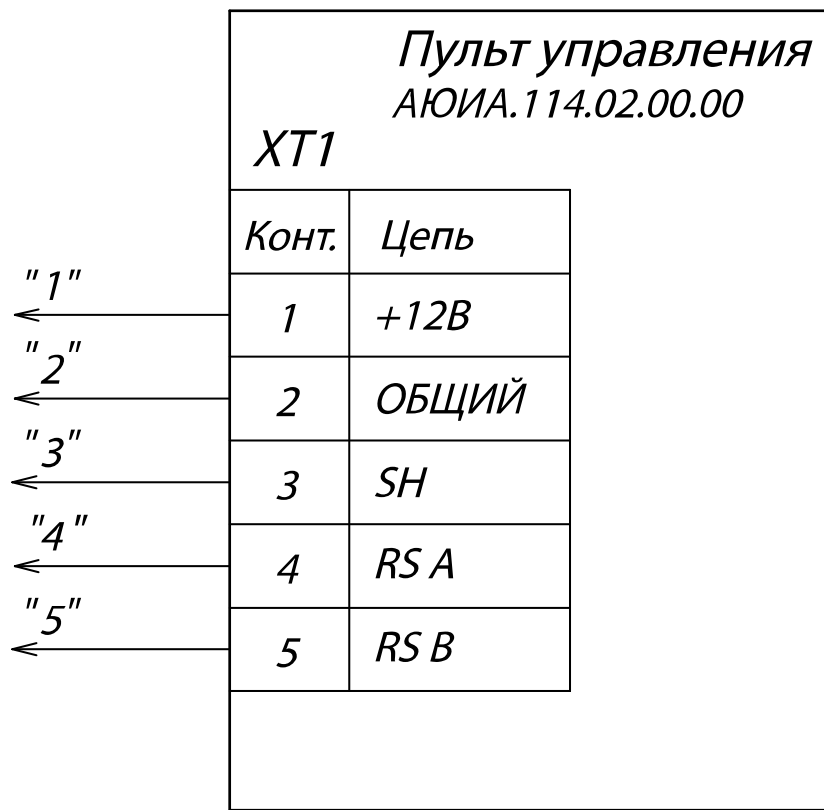 Пульт управления
АЮИА.114.02.00.00
ХТ1
Конт. Цепь
"1" 1 +12В
"2" 2 ОБЩИЙ
"3" 3 SH
"4" 4 RS A
"5" 5 RS B